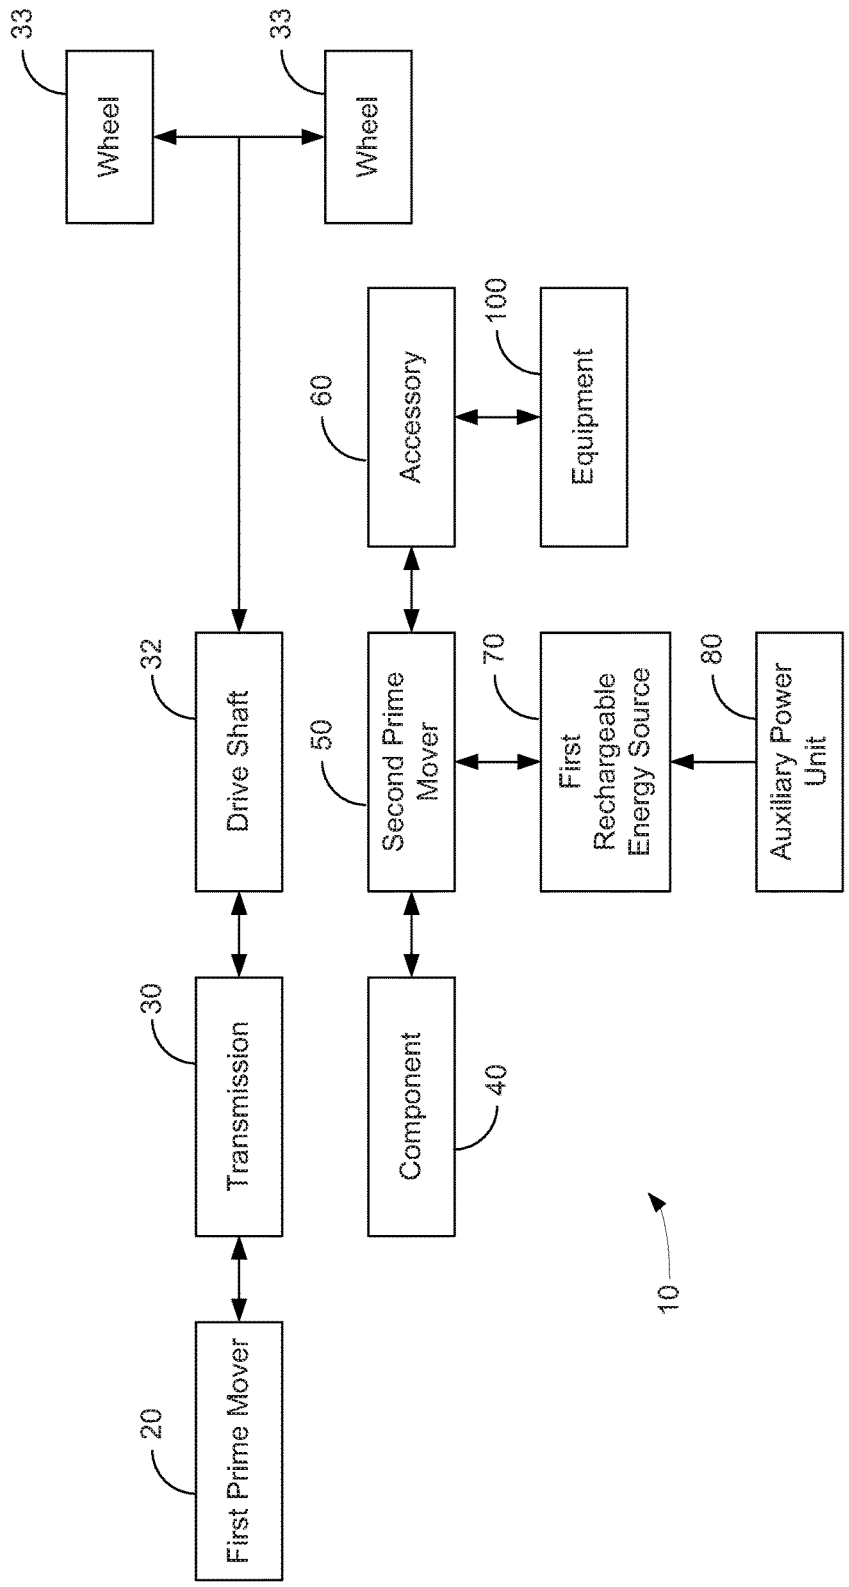 33
Wheel
33
Wheel
20
First Prime Mover
30
Transmission
32
Drive Shaft
40
Component
50
Second Prime
Mover
60
Accessory
100
Equipment
70
First
Rechargeable
Energy Source
80
Auxiliary Power
Unit
10